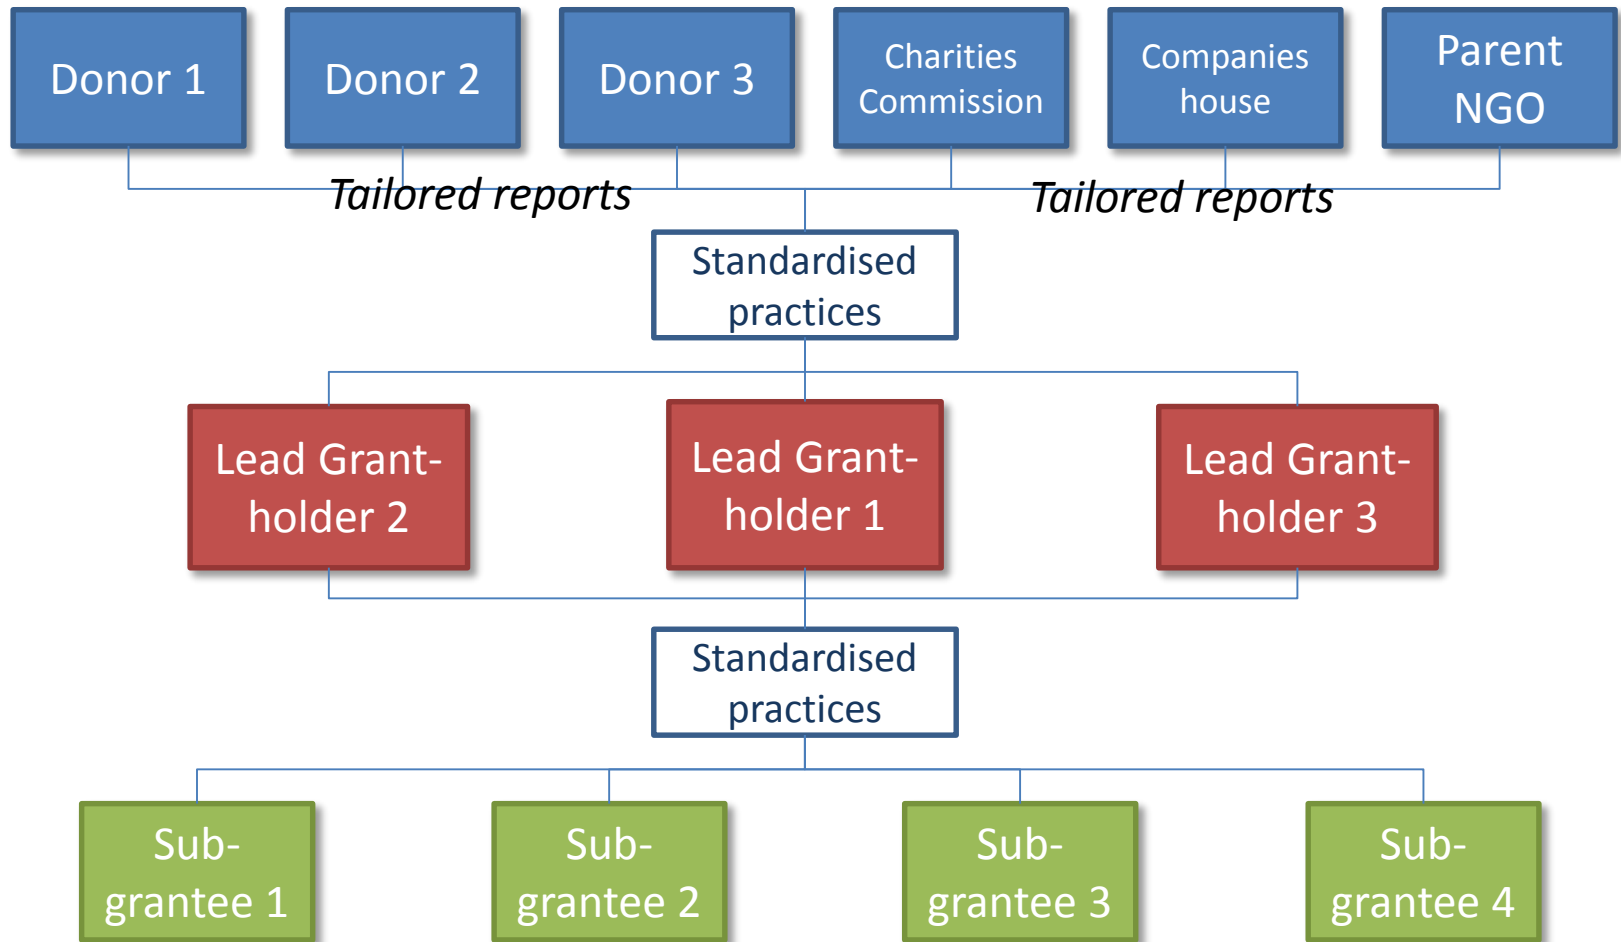 Donor 1
Donor 2
Donor 3
Charities
Commission
Companies
house
Parent
NGO
Tailored reports
Tailored reports
Standardised
practices
Lead Grant-
holder 2
Lead Grant-
holder 1
Lead Grant-
holder 3
Standardised
practices
Sub-
grantee 1
Sub-
grantee 2
Sub-
grantee 3
Sub-
grantee 4